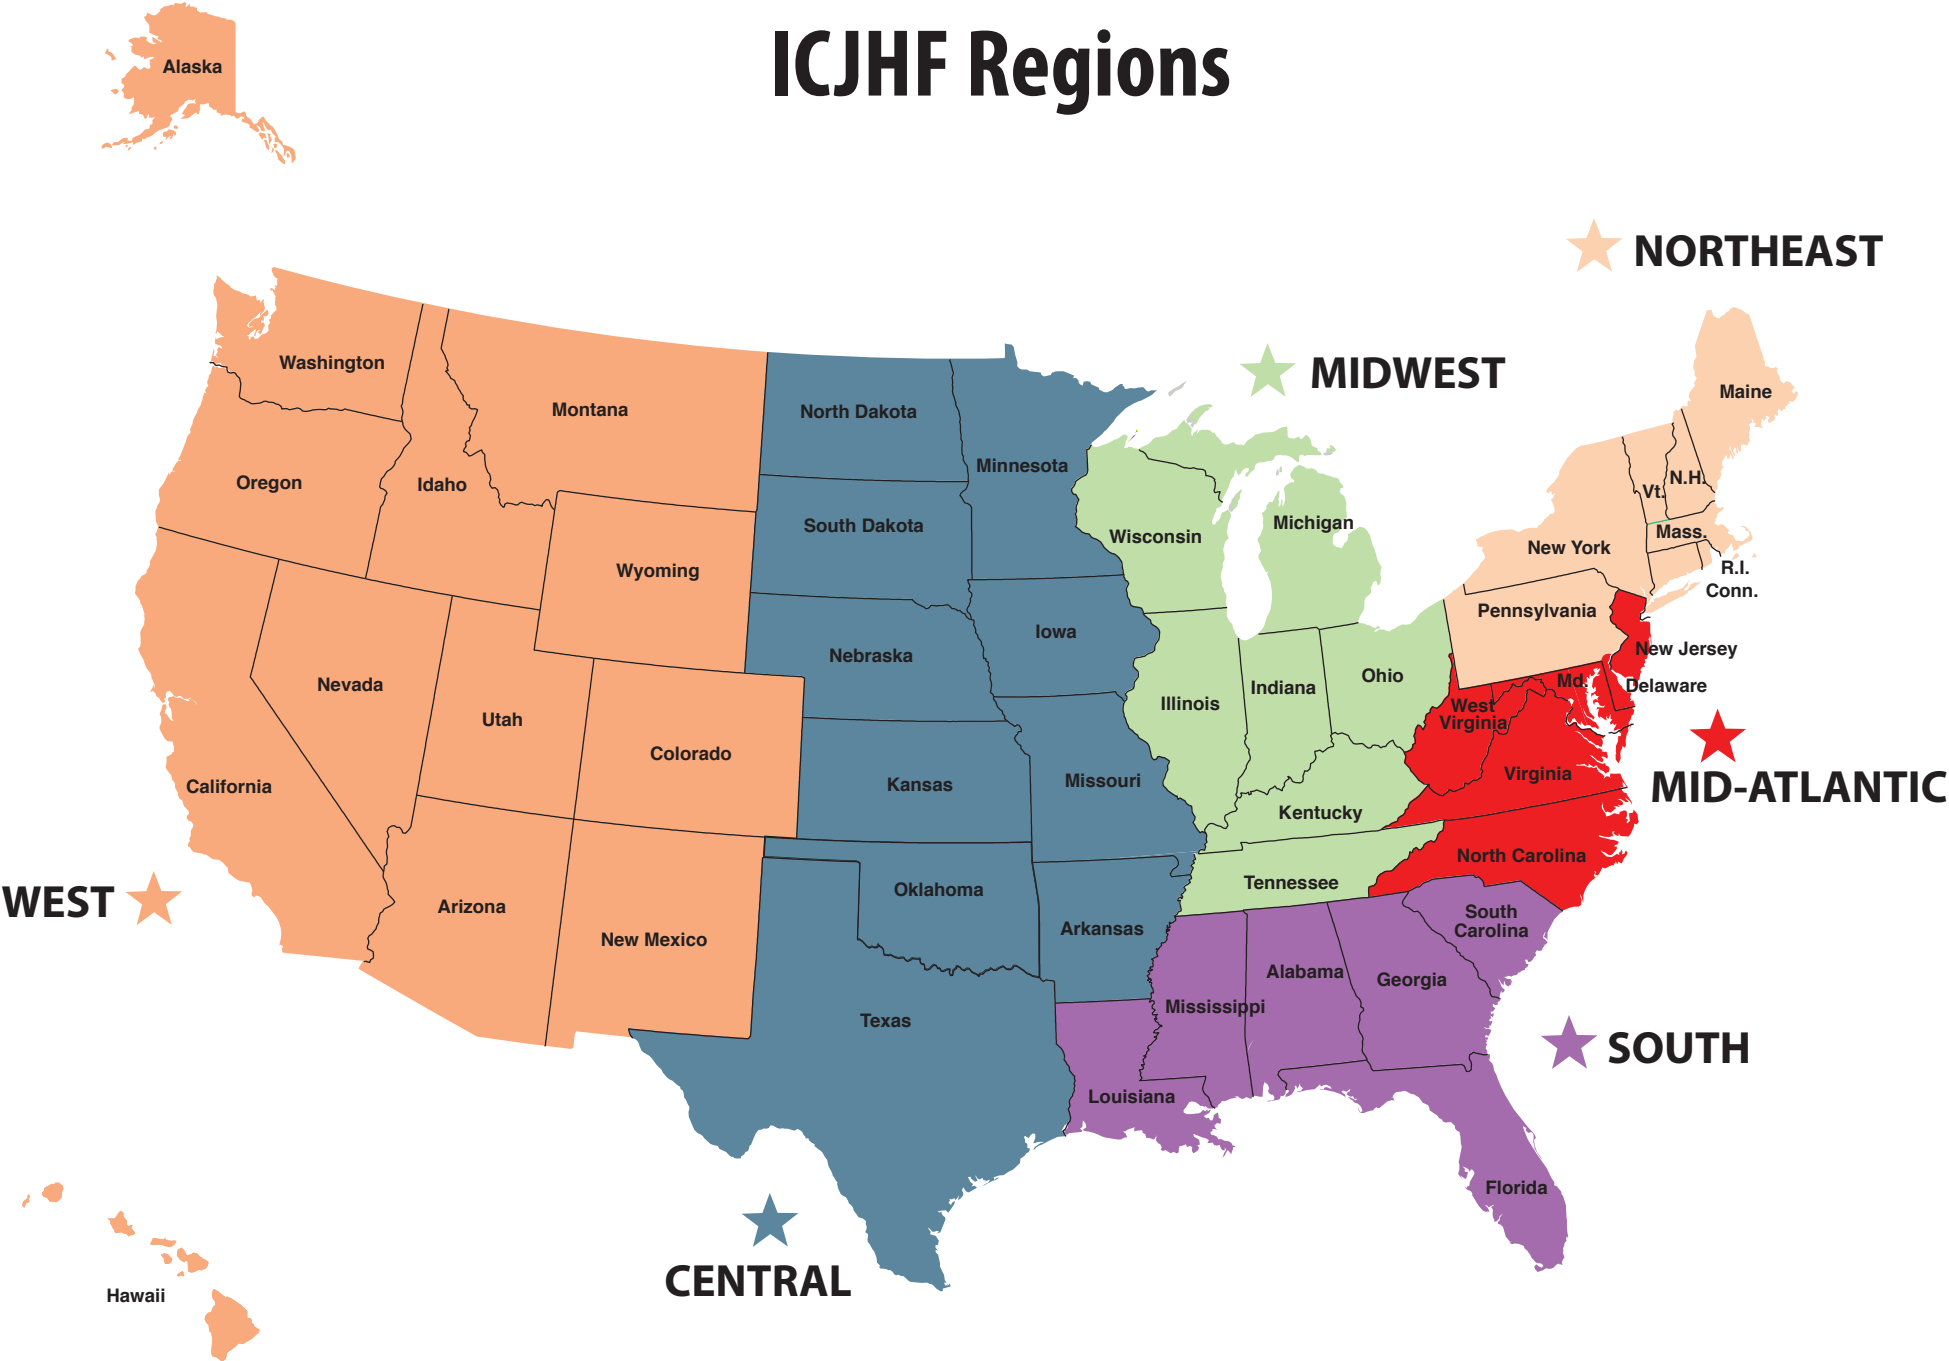 ICJHF Regions
Alaska
NORTHEAST
MIDWEST
Washington
Montana
North Dakota
Minnesota
Maine
Oregon
Idaho
South Dakota
Wisconsin
Michigan
Vt.
N.H.
Mass.
New York
R.I.
Conn.
Wyoming
Pennsylvania
Iowa
Nebraska
New Jersey
Nevada
Utah
Illinois
Indiana
Ohio
Md.
Delaware
West
Virginia
Colorado
California
Kansas
Missouri
Virginia
MID-ATLANTIC
Kentucky
North Carolina
WEST
Arizona
New Mexico
Oklahoma
Tennessee
Arkansas
South
Carolina
Alabama
Georgia
Mississippi
Texas
SOUTH
Louisiana
Florida
CENTRAL
Hawaii